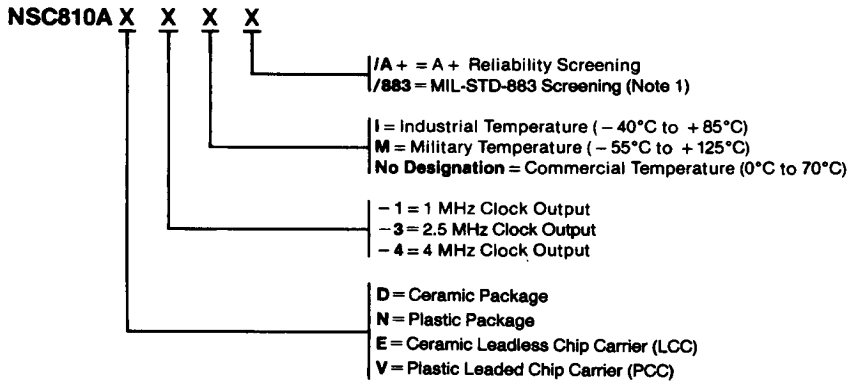 NSC810A X X X X
/A+ = A+ Reliability Screening
/883 = MIL-STD-883 Screening (Note 1)
I = Industrial Temperature (−40°C to +85°C)
M = Military Temperature (−55°C to +125°C)
No Designation = Commercial Temperature (0°C to 70°C)
−1 = 1 MHz Clock Output
−3 = 2.5 MHz Clock Output
−4 = 4 MHz Clock Output
D = Ceramic Package
N = Plastic Package
E = Ceramic Leadless Chip Carrier (LCC)
V = Plastic Leaded Chip Carrier (PCC)